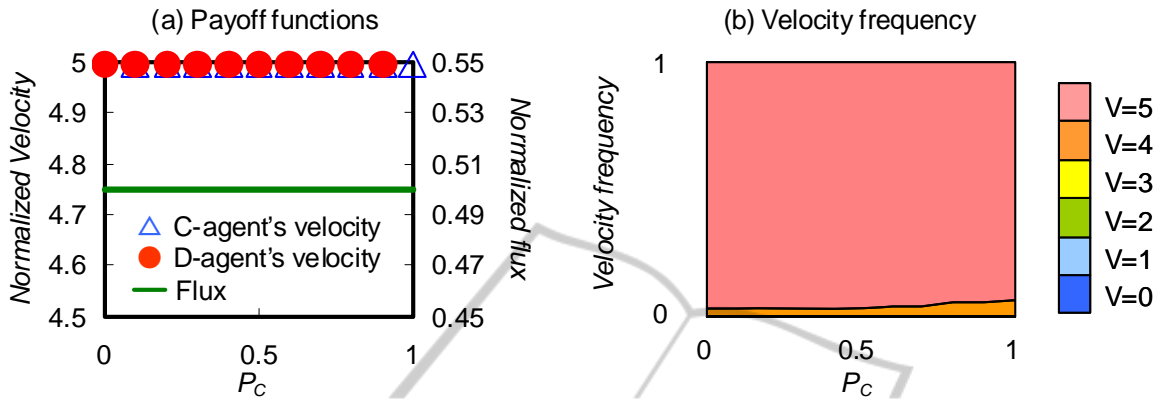 (a) Payoff functions
Normalized Velocity
5
4.9
4.8
4.7
4.6
4.5
0.55
0.53
0.51
0.49
0.47
0.45
Normalized flux
C-agent's velocity
D-agent's velocity
Flux
0 0.5 1
PC
(b) Velocity frequency
Velocity frequency
1
0
0 0.5 1
PC
V=5
V=4
V=3
V=2
V=1
V=0